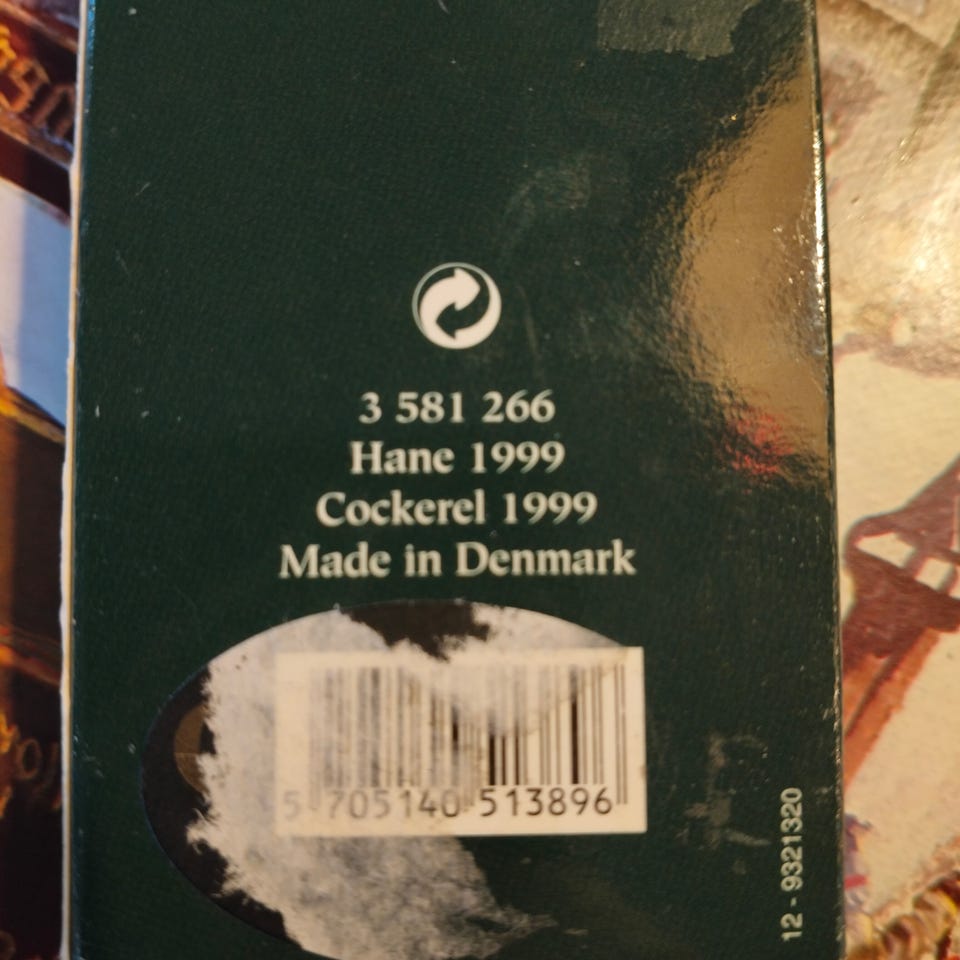 3 581 266
Hane 1999
Cockerel 1999
Made in Denmark
5 705140 513896
12 - 9321320